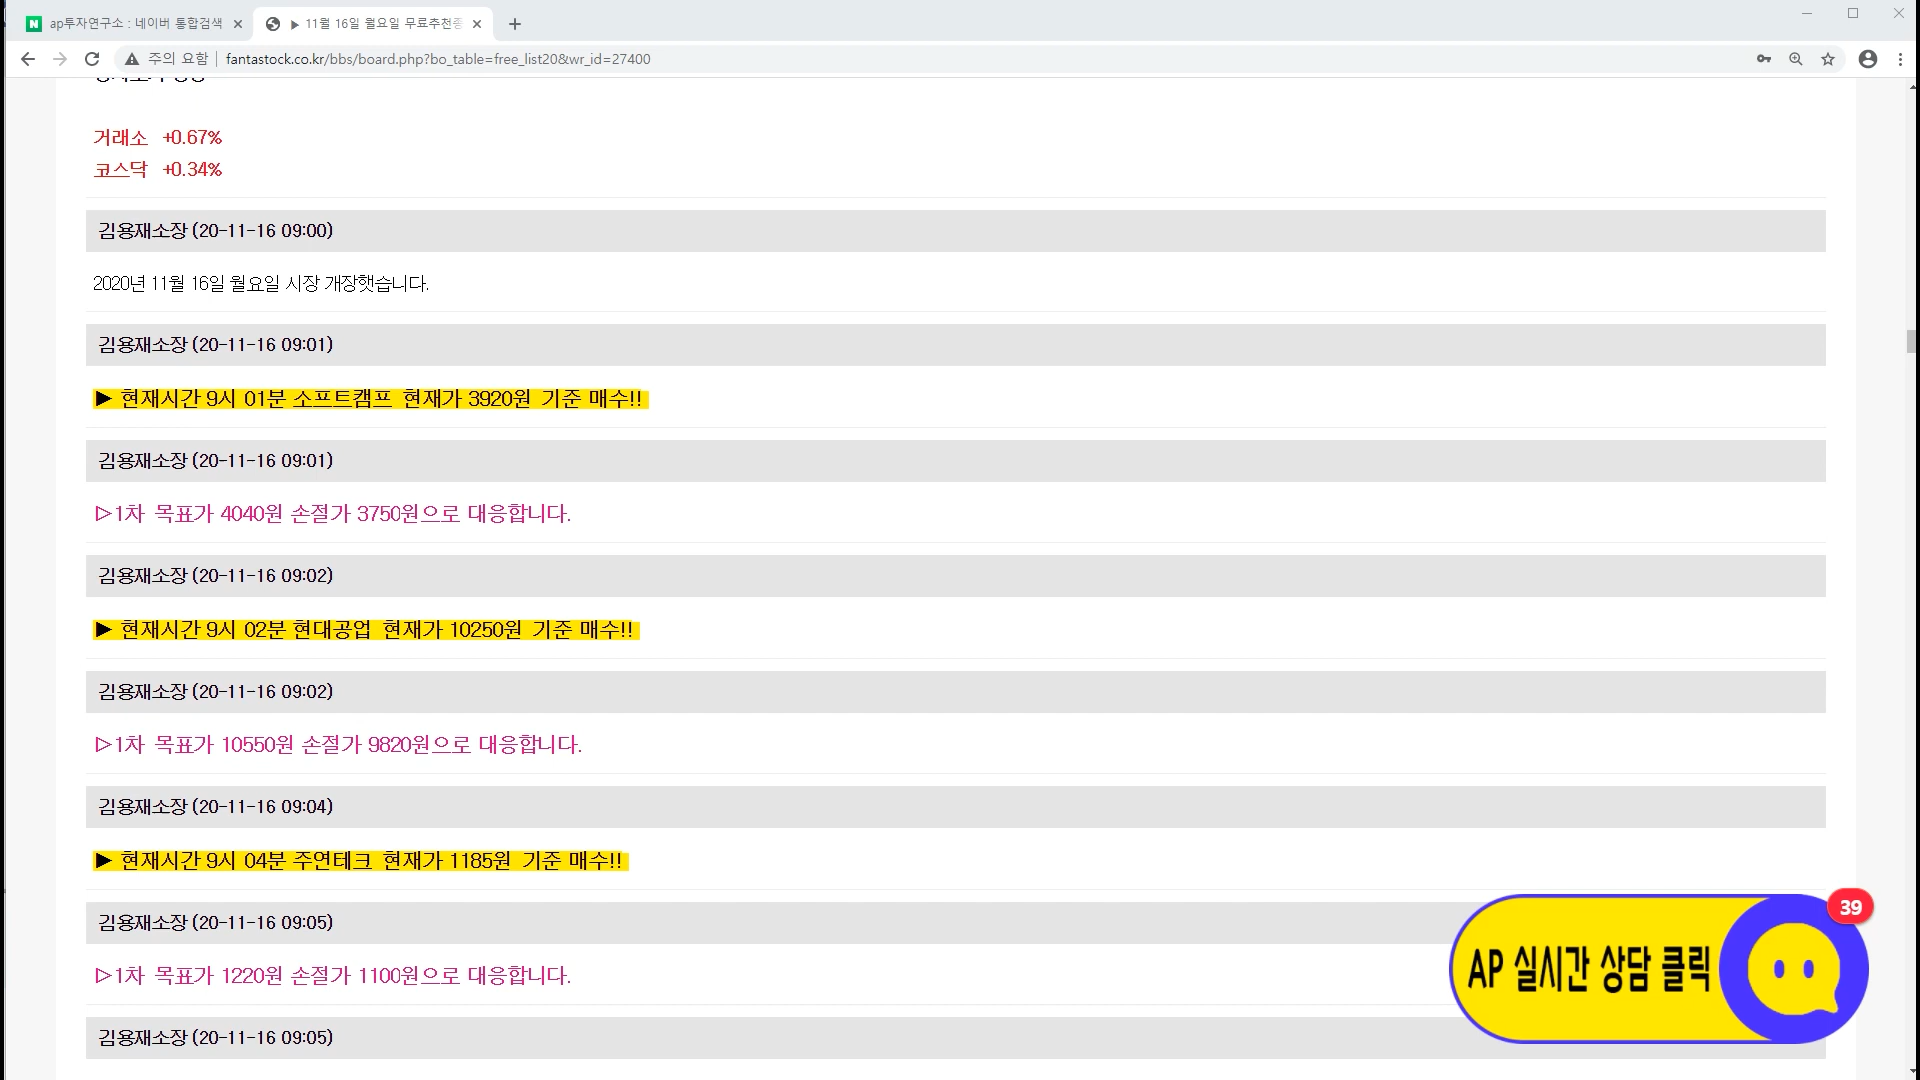 ap투자연구소 : 네이버 통합검색
▶ 11월 16일 월요일 무료추천종
주의 요함
fantastock.co.kr/bbs/board.php?bo_table=free_list20&wr_id=27400
거래소 +0.67%
코스닥 +0.34%
김용재소장 (20-11-16 09:00)
2020년 11월 16일 월요일 시장 개장햇습니다.
김용재소장 (20-11-16 09:01)
▶ 현재시간 9시 01분 소프트캠프 현재가 3920원 기준 매수!!
김용재소장 (20-11-16 09:01)
▷1차 목표가 4040원 손절가 3750원으로 대응합니다.
김용재소장 (20-11-16 09:02)
▶ 현재시간 9시 02분 현대공업 현재가 10250원 기준 매수!!
김용재소장 (20-11-16 09:02)
▷1차 목표가 10550원 손절가 9820원으로 대응합니다.
김용재소장 (20-11-16 09:04)
▶ 현재시간 9시 04분 주연테크 현재가 1185원 기준 매수!!
김용재소장 (20-11-16 09:05)
▷1차 목표가 1220원 손절가 1100원으로 대응합니다.
김용재소장 (20-11-16 09:05)
AP 실시간 상담 클릭
39